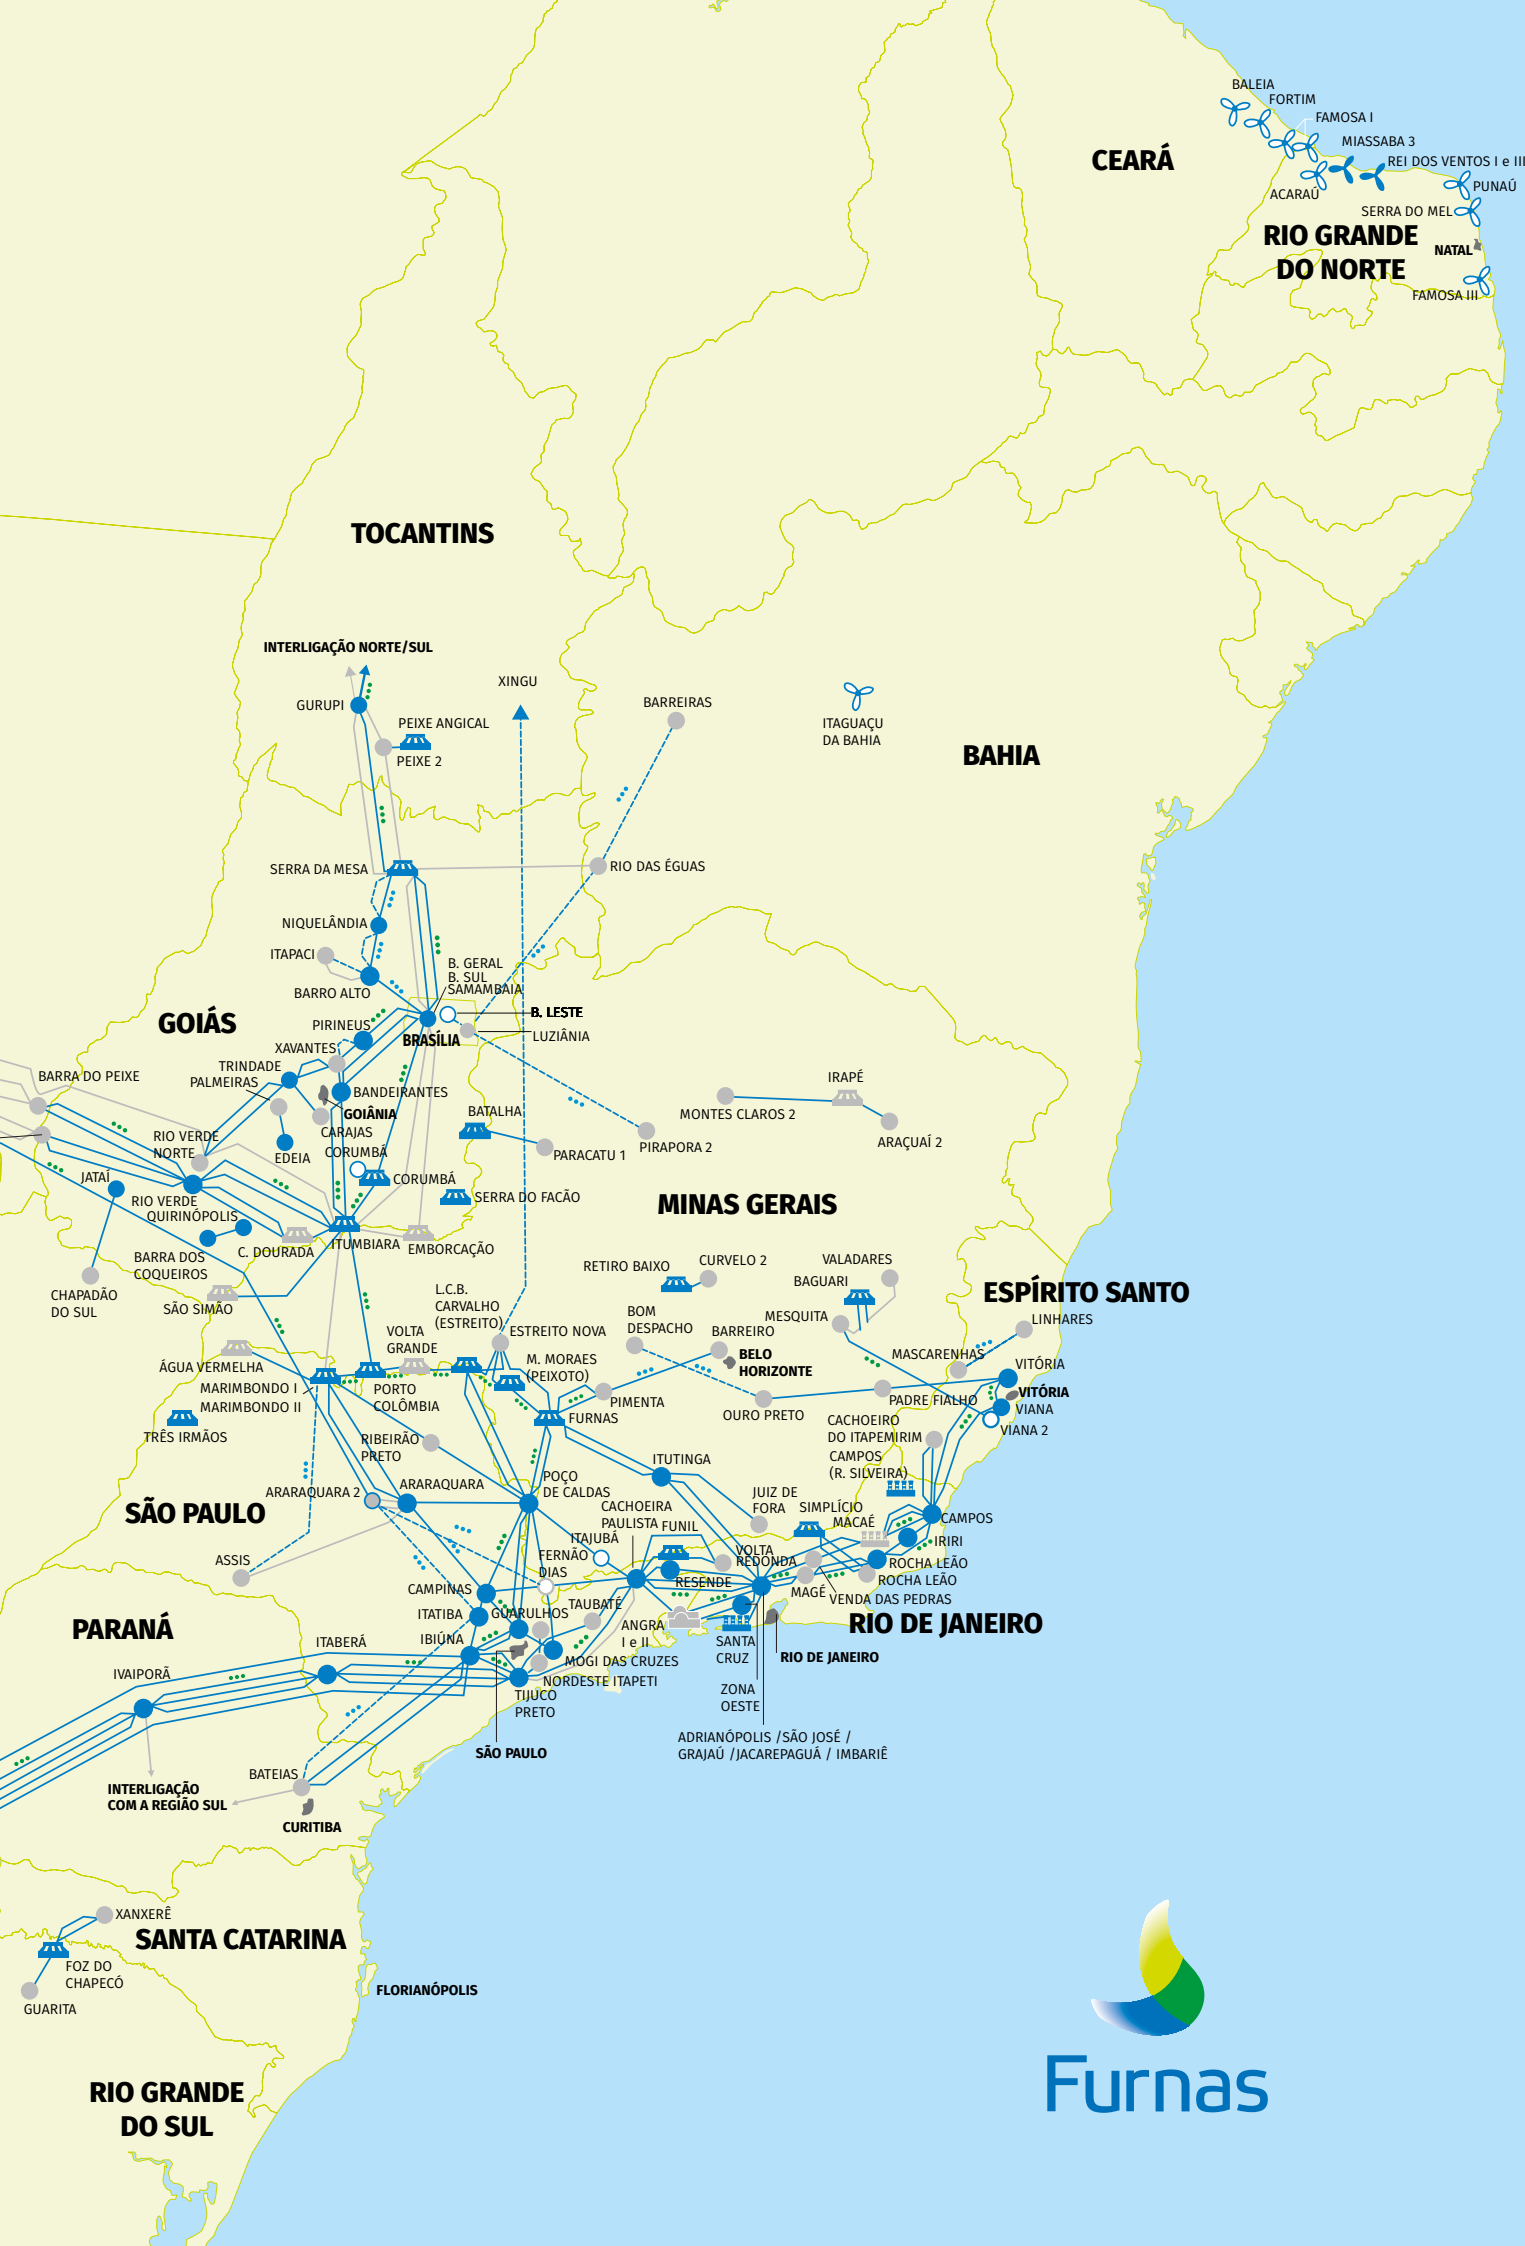 BALEIA
FORTIM
FAMOSA I
MIASSABA 3
REI DOS VENTOS I e III
CEARÁ
ACARAÚ
PUNAÚ
SERRA DO MEL
RIO GRANDE
DO NORTE
NATAL
FAMOSA III
TOCANTINS
INTERLIGAÇÃO NORTE/SUL
XINGU
GURUPI
BARREIRAS
PEIXE ANGICAL
PEIXE 2
ITAGUAÇU
DA BAHIA
BAHIA
SERRA DA MESA
RIO DAS ÉGUAS
NIQUELÂNDIA
ITAPACI
B. GERAL
B. SUL
SAMAMBAIA
BARRO ALTO
GOIÁS
B. LESTE
PIRINEUS
BRASÍLIA
LUZIÂNIA
XAVANTES
TRINDADE
PALMEIRAS
BARRA DO PEIXE
BANDEIRANTES
GOIÂNIA
CARAJAS
BATALHA
IRAPÉ
MONTES CLAROS 2
ARAÇUAÍ 2
RIO VERDE
NORTE
EDEIA
CORUMBÁ
PARACATU 1
PIRAPORA 2
JATAÍ
CORUMBÁ
RIO VERDE
SERRA DO FACÃO
MINAS GERAIS
QUIRINÓPOLIS
C. DOURADA
ITUMBIARA
EMBORCAÇÃO
BARRA DOS
COQUEIROS
CHAPADÃO
DO SUL
SÃO SIMÃO
RETIRO BAIXO
CURVELO 2
VALADARES
BAGUARI
ESPÍRITO SANTO
L.C.B.
CARVALHO
(ESTREITO)
BOM
DESPACHO
MESQUITA
LINHARES
VOLTA
GRANDE
ESTREITO NOVA
BARREIRO
BELO
HORIZONTE
MASCARENHAS
VITÓRIA
ÁGUA VERMELHA
M. MORAES
(PEIXOTO)
MARIMBONDO I
MARIMBONDO II
PORTO
COLÔMBIA
PIMENTA
PADRE FIALHO
VITÓRIA
VIANA
FURNAS
OURO PRETO
VIANA 2
TRÊS IRMÃOS
RIBEIRÃO
PRETO
CACHOEIRO
DO ITAPEMIRIM
CAMPOS
(R. SILVEIRA)
ITUTINGA
ARARAQUARA 2
ARARAQUARA
POÇO
DE CALDAS
JUIZ DE
FORA
SÃO PAULO
CACHOEIRA
PAULISTA
FUNIL
SIMPLÍCIO
MACAÉ
CAMPOS
ITAJUBÁ
IRIRI
ASSIS
FERNÃO
DIAS
VOLTA
REDONDA
ROCHA LEÃO
ROCHA LEÃO
CAMPINAS
RESENDE
MAGÉ
VENDA DAS PEDRAS
ITATIBA
GUARULHOS
TAUBATÉ
PARANÁ
RIO DE JANEIRO
IBIÚNA
ANGRA
I e II
SANTA
CRUZ
ITABERÁ
RIO DE JANEIRO
MOGI DAS CRUZES
IVAIPORÃ
NORDESTE ITAPETI
TIJUCO
PRETO
ZONA
OESTE
SÃO PAULO
ADRIANÓPOLIS /SÃO JOSÉ /
GRAJAÚ /JACAREPAGUÁ / IMBARIÊ
BATEIAS
INTERLIGAÇÃO
COM A REGIÃO SUL
CURITIBA
XANXERÊ
SANTA CATARINA
FOZ DO
CHAPECÓ
GUARITA
FLORIANÓPOLIS
RIO GRANDE
DO SUL
Furnas